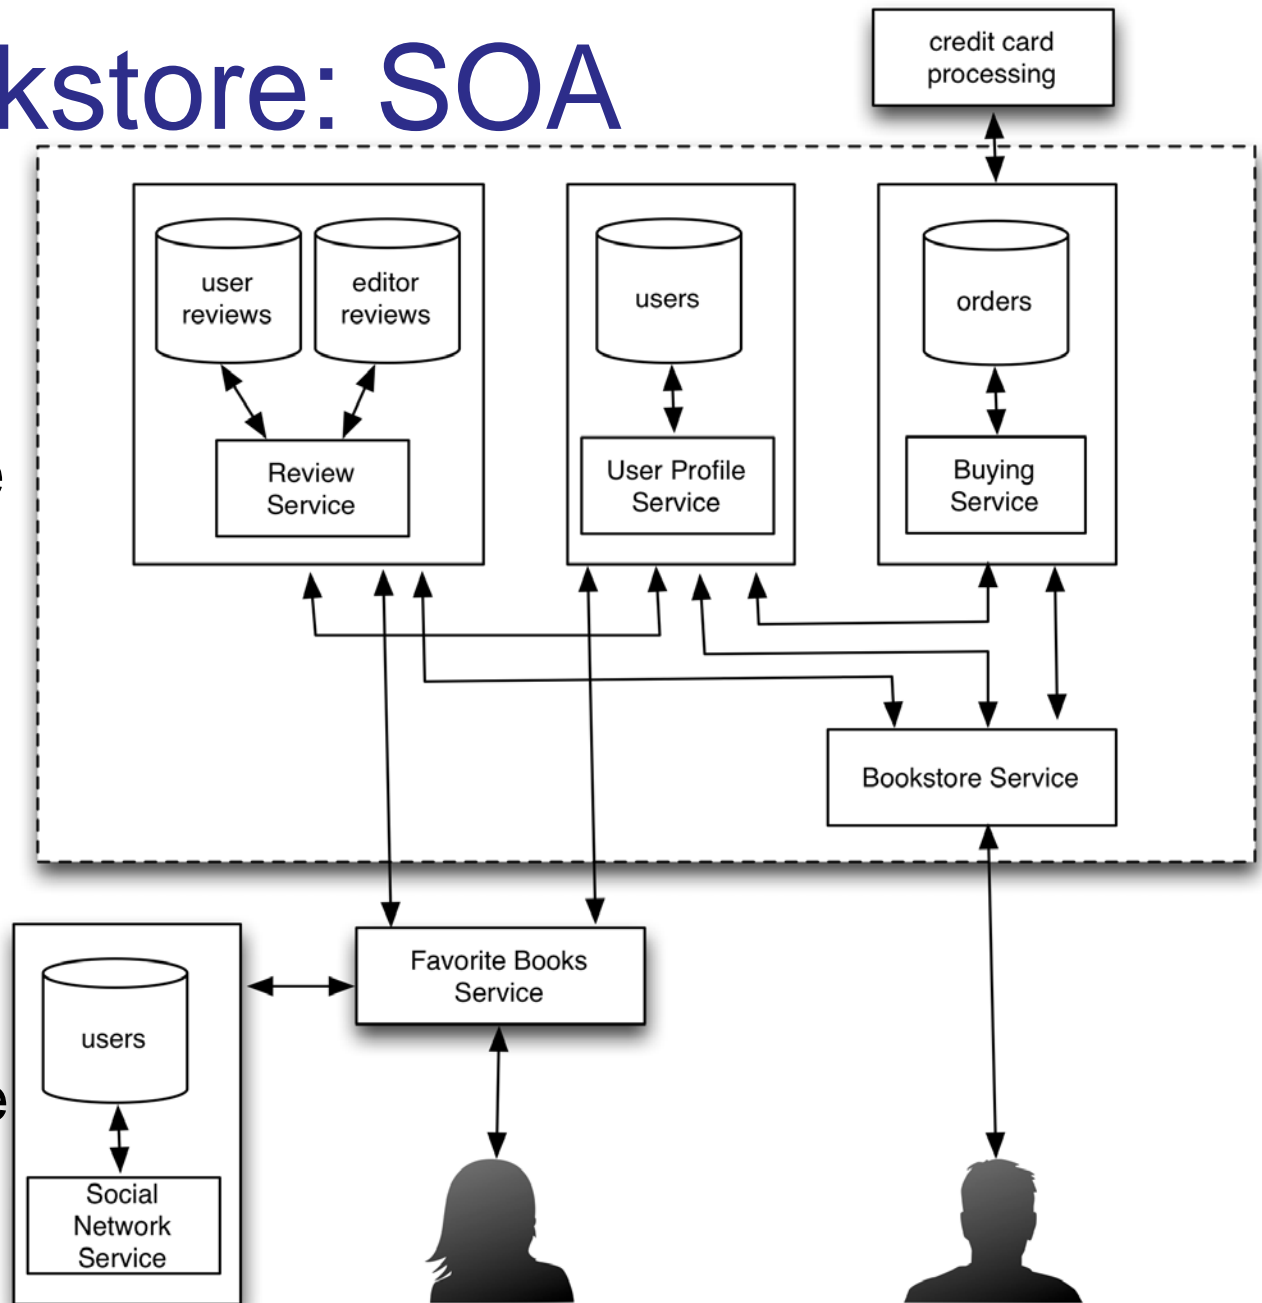 kstore: SOA
credit card
processing
user
reviews
editor
reviews
users
orders
Review
Service
User Profile
Service
Buying
Service
e
Bookstore Service
Favorite Books
Service
users
e
Social
Network
Service